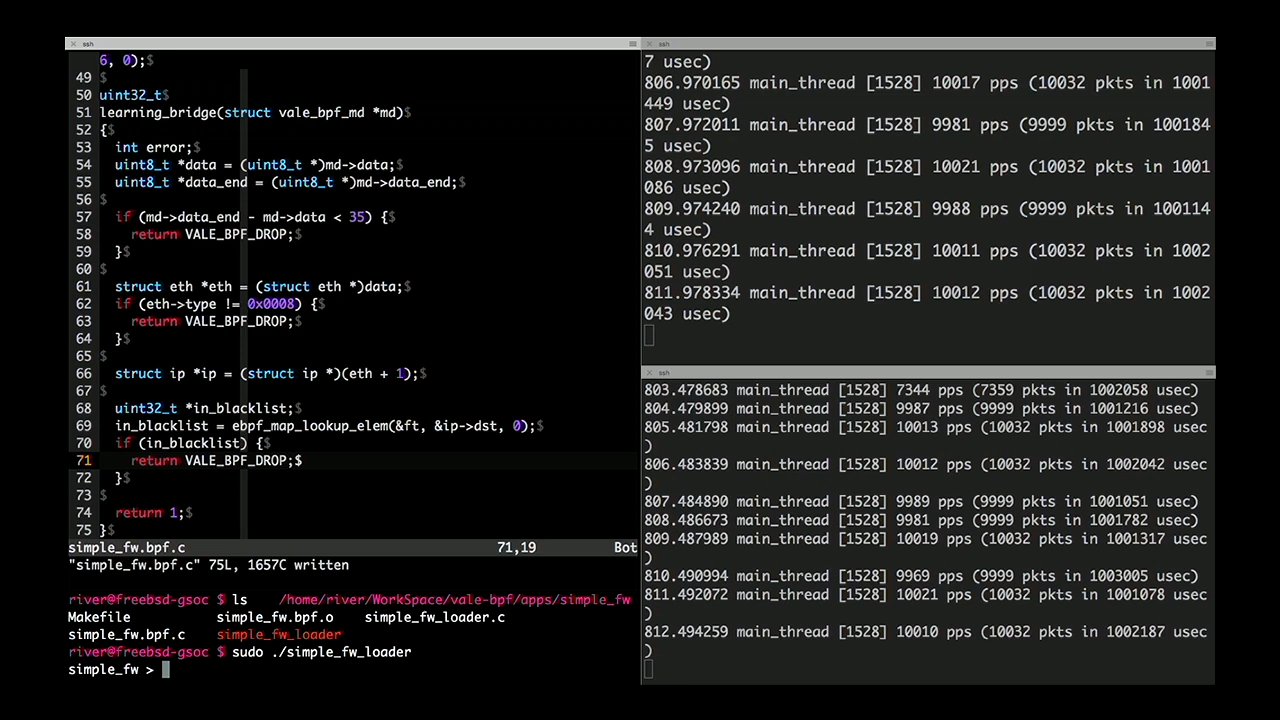 ssh
6, 0);$
49 $
50 uint32_t$
51 learning_bridge(struct vale_bpf_md *md)$
52 {$
53   int error;$
54   uint8_t *data = (uint8_t *)md->data;$
55   uint8_t *data_end = (uint8_t *)md->data_end;$
56 $
57   if (md->data_end - md->data < 35) {$
58     return VALE_BPF_DROP;$
59   }$
60 $
61   struct eth *eth = (struct eth *)data;$
62   if (eth->type != 0x0008) {$
63     return VALE_BPF_DROP;$
64   }$
65 $
66   struct ip *ip = (struct ip *)(eth + 1);$
67 $
68   uint32_t *in_blacklist;$
69   in_blacklist = ebpf_map_lookup_elem(&ft, &ip->dst, 0);$
70   if (in_blacklist) {$
71     return VALE_BPF_DROP;$
72   }$
73 $
74   return 1;$
75 }$
simple_fw.bpf.c 71,19 Bot
"simple_fw.bpf.c" 75L, 1657C written
river@freebsd-gsoc $ ls /home/river/WorkSpace/vale-bpf/apps/simple_fw
Makefile simple_fw.bpf.o simple_fw_loader.c
simple_fw.bpf.c simple_fw_loader
river@freebsd-gsoc $ sudo ./simple_fw_loader
simple_fw >
ssh
7 usec)
806.970165 main_thread [1528] 10017 pps (10032 pkts in 1001
449 usec)
807.972011 main_thread [1528] 9981 pps (9999 pkts in 100184
5 usec)
808.973096 main_thread [1528] 10021 pps (10032 pkts in 1001
086 usec)
809.974240 main_thread [1528] 9988 pps (9999 pkts in 100114
4 usec)
810.976291 main_thread [1528] 10011 pps (10032 pkts in 1002
051 usec)
811.978334 main_thread [1528] 10012 pps (10032 pkts in 1002
043 usec)
ssh
803.478683 main_thread [1528] 7344 pps (7359 pkts in 1002058 usec)
804.479899 main_thread [1528] 9987 pps (9999 pkts in 1001216 usec)
805.481798 main_thread [1528] 10013 pps (10032 pkts in 1001898 usec
)
806.483839 main_thread [1528] 10012 pps (10032 pkts in 1002042 usec
)
807.484890 main_thread [1528] 9989 pps (9999 pkts in 1001051 usec)
808.486673 main_thread [1528] 9981 pps (9999 pkts in 1001782 usec)
809.487989 main_thread [1528] 10019 pps (10032 pkts in 1001317 usec
)
810.490994 main_thread [1528] 9969 pps (9999 pkts in 1003005 usec)
811.492072 main_thread [1528] 10021 pps (10032 pkts in 1001078 usec
)
812.494259 main_thread [1528] 10010 pps (10032 pkts in 1002187 usec
)